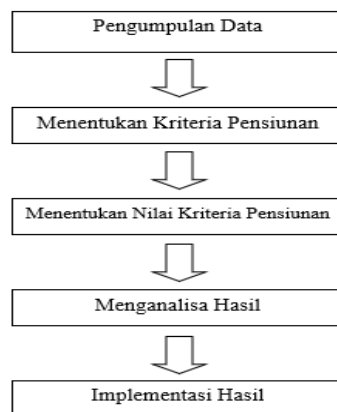 Pengumpulan Data
Menentukan Kriteria Pensiunan
Menentukan Nilai Kriteria Pensiunan
Menganalisa Hasil
Implementasi Hasil